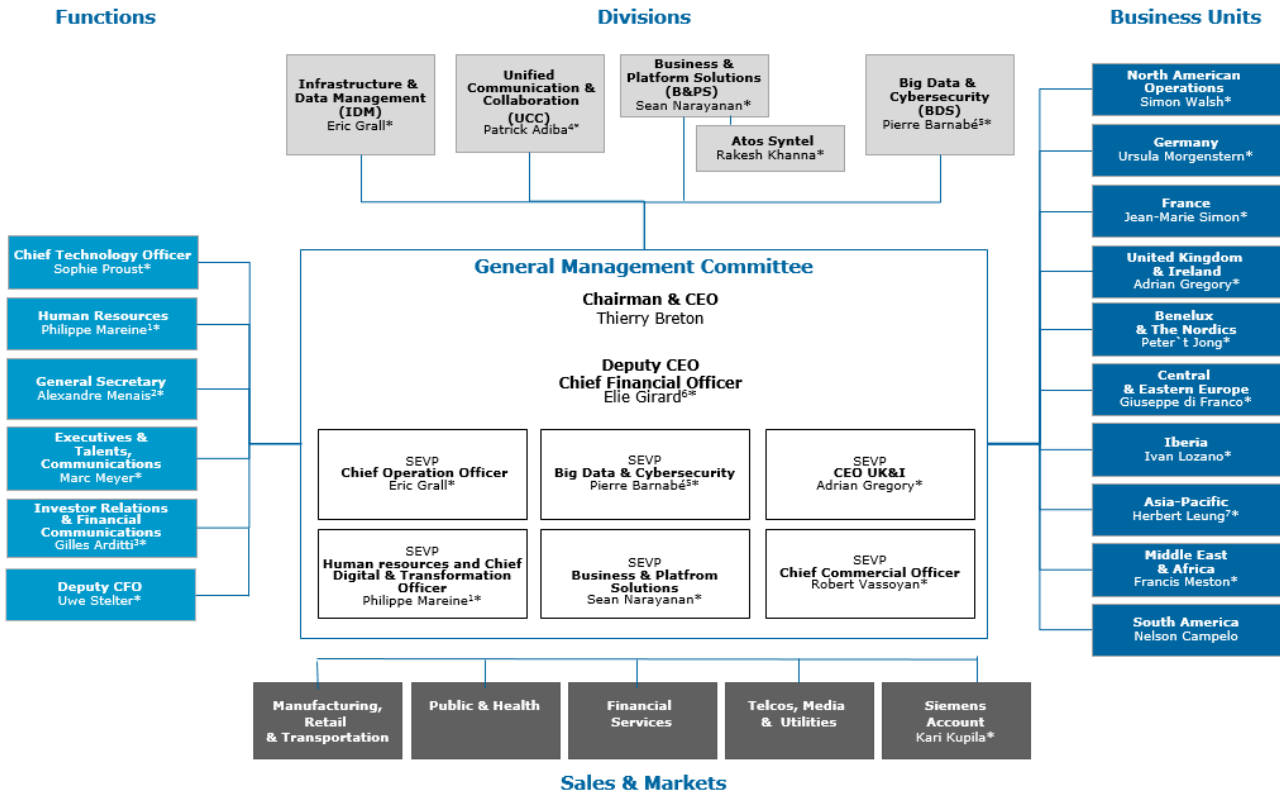 Functions
Divisions
Business Units
Infrastructure &
Data Management
(IDM)
Eric Grall*
Unified
Communication &
Collaboration
(UCC)
Patrick Adiba⁴*
Business &
Platform Solutions
(B&PS)
Sean Narayanan*
Atos Syntel
Rakesh Khanna*
Big Data &
Cybersecurity
(BDS)
Pierre Barnabé⁵*
Chief Technology Officer
Sophie Proust*
Human Resources
Philippe Mareine¹*
General Secretary
Alexandre Menais²*
Executives &
Talents,
Communications
Marc Meyer*
Investor Relations
& Financial
Communications
Gilles Arditti³*
Deputy CFO
Uwe Stelter*
General Management Committee
Chairman & CEO
Thierry Breton
Deputy CEO
Chief Financial Officer
Elie Girard⁶*
SEVP
Chief Operation Officer
Eric Grall*
SEVP
Big Data & Cybersecurity
Pierre Barnabé⁵*
SEVP
CEO UK&I
Adrian Gregory*
SEVP
Human resources and Chief
Digital & Transformation
Officer
Philippe Mareine¹*
SEVP
Business & Platfrom
Solutions
Sean Narayanan*
SEVP
Chief Commercial Officer
Robert Vassoyan*
North American
Operations
Simon Walsh*
Germany
Ursula Morgenstern*
France
Jean-Marie Simon*
United Kingdom
& Ireland
Adrian Gregory*
Benelux
& The Nordics
Peter`t Jong*
Central
& Eastern Europe
Giuseppe di Franco*
Iberia
Ivan Lozano*
Asia-Pacific
Herbert Leung⁷*
Middle East
& Africa
Francis Meston*
South America
Nelson Campelo
Manufacturing,
Retail
& Transportation
Public & Health
Financial
Services
Telcos, Media
& Utilities
Siemens
Account
Kari Kupila*
Sales & Markets